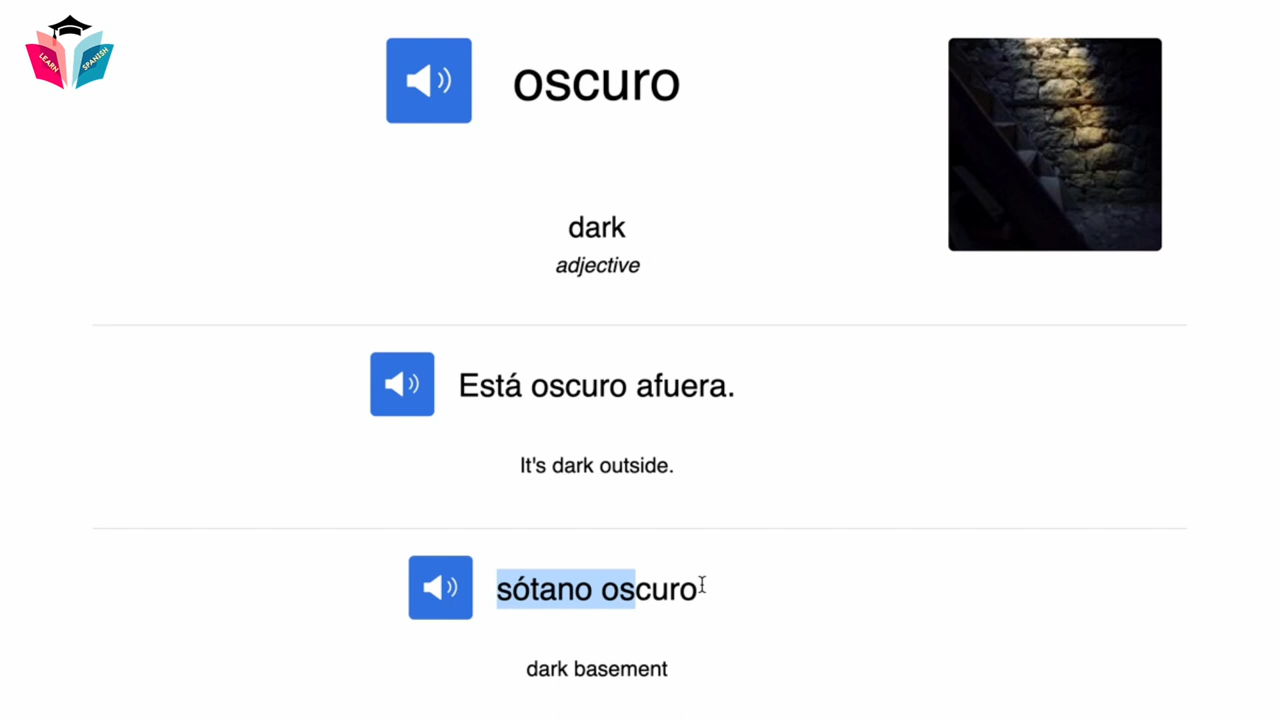 LEARN SPANISH
oscuro
dark
adjective
Está oscuro afuera.
It's dark outside.
sótano oscuro
dark basement